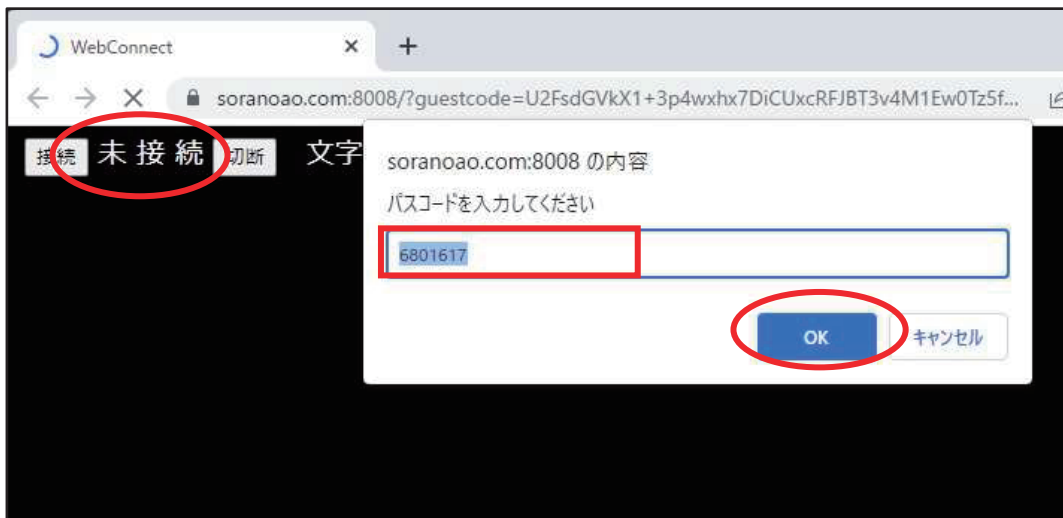 WebConnect
soranoao.com:8008/?guestcode=U2FsdGVkX1+3p4wxhx7DiCUxcRFJBT3v4M1Ew0Tz5f...
接続 未接続 切断 文字
soranoao.com:8008 の内容
パスコードを入力してください
6801617
OK キャンセル